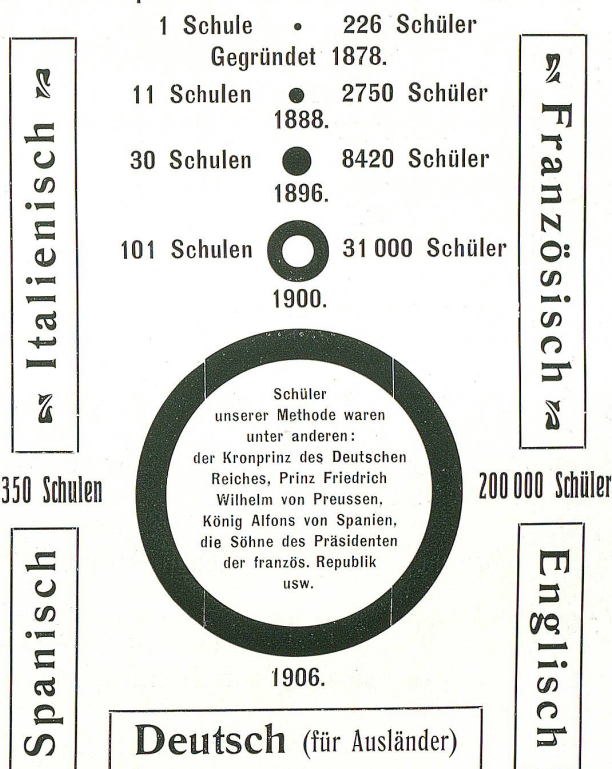 1 Schule • 226 Schüler
Gegründet 1878.
11 Schulen 2750 Schüler
1888.
30 Schulen 8420 Schüler
1896.
101 Schulen 31 000 Schüler
1900.
Italienisch
Französisch
Schüler
unserer Methode waren
unter anderen:
der Kronprinz des Deutschen
Reiches, Prinz Friedrich
Wilhelm von Preussen,
König Alfons von Spanien,
die Söhne des Präsidenten
der französ. Republik
usw.
350 Schulen
200 000 Schüler
1906.
Spanisch
Englisch
Deutsch (für Ausländer)